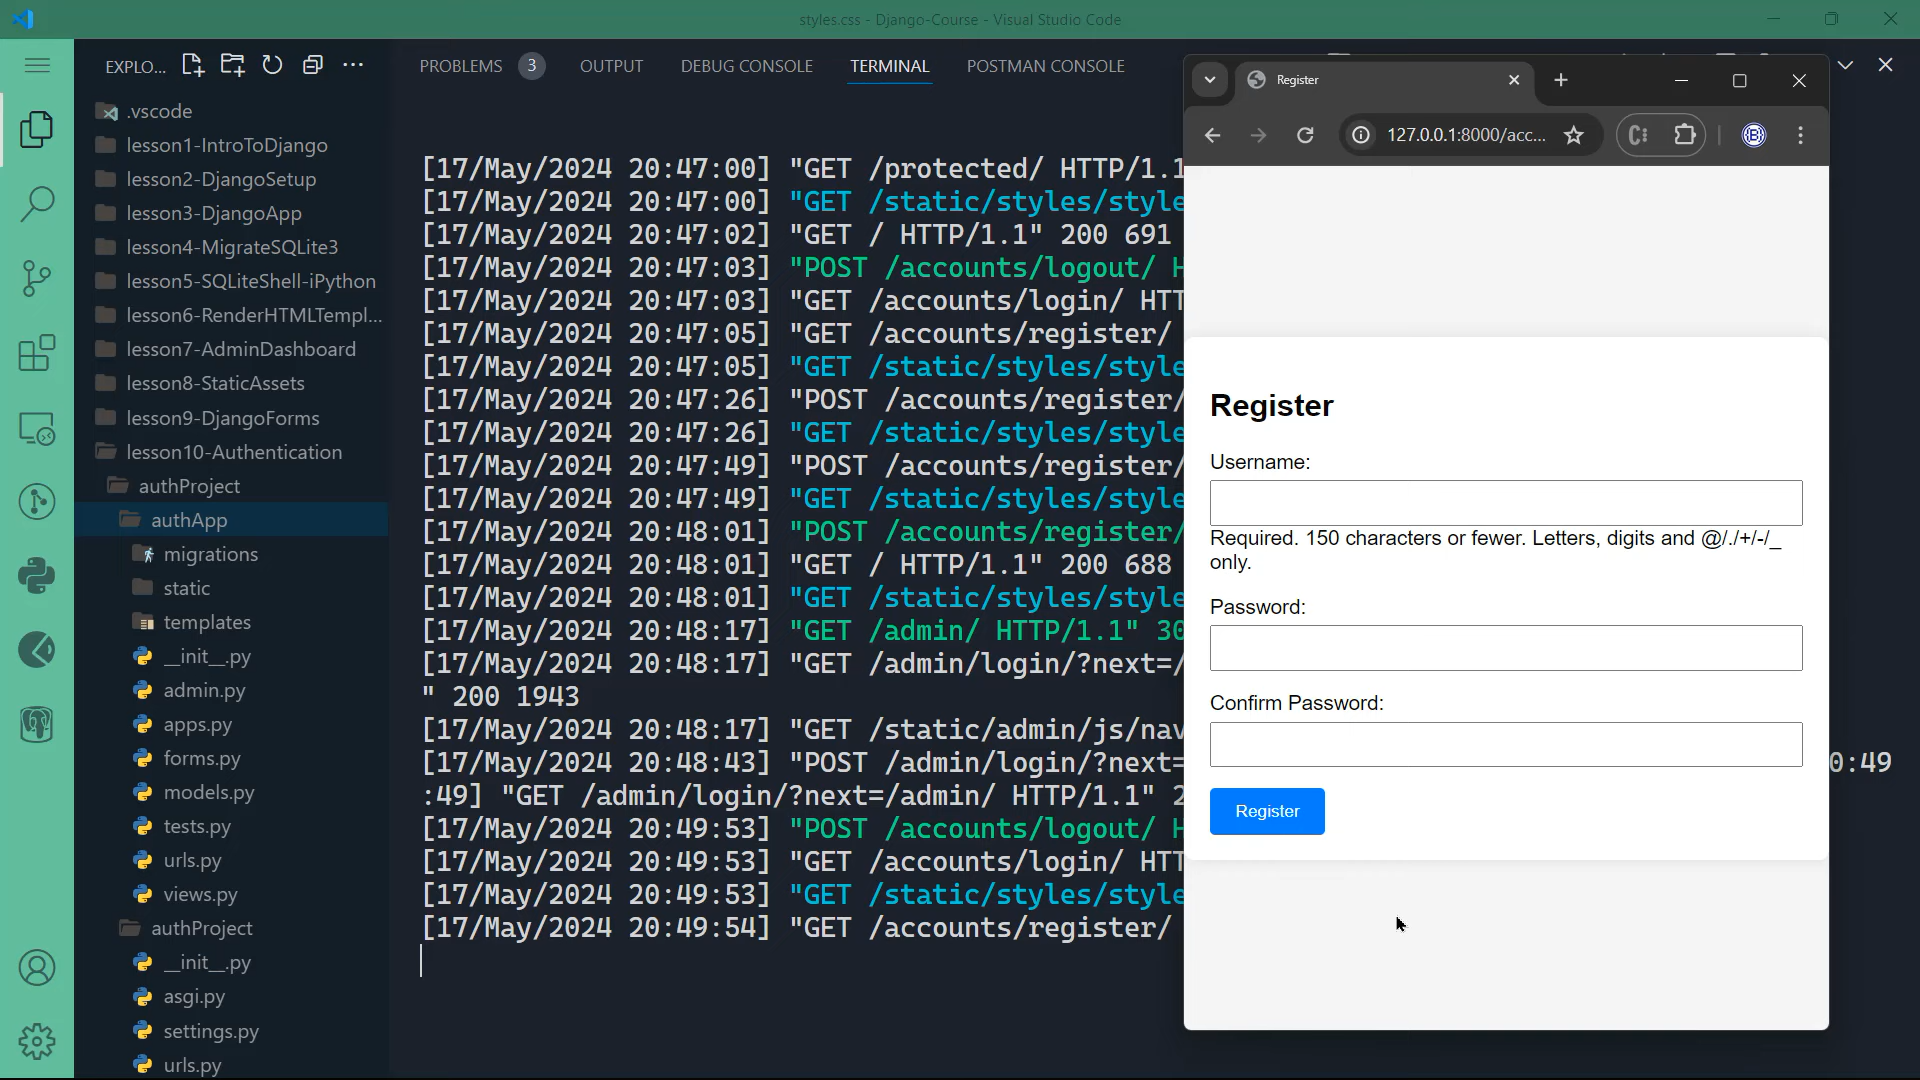 styles.css - Django-Course - Visual Studio Code
EXPLO...
.vscode
lesson1-IntroToDjango
lesson2-DjangoSetup
lesson3-DjangoApp
lesson4-MigrateSQLite3
lesson5-SQLiteShell-iPython
lesson6-RenderHTMLTempl...
lesson7-AdminDashboard
lesson8-StaticAssets
lesson9-DjangoForms
lesson10-Authentication
authProject
authApp
migrations
static
templates
__init__.py
admin.py
apps.py
forms.py
models.py
tests.py
urls.py
views.py
authProject
__init__.py
asgi.py
settings.py
urls.py
PROBLEMS 3 OUTPUT DEBUG CONSOLE TERMINAL POSTMAN CONSOLE
[17/May/2024 20:47:00] "GET /protected/ HTTP/1.1
[17/May/2024 20:47:00] "GET /static/styles/style
[17/May/2024 20:47:02] "GET / HTTP/1.1" 200 691
[17/May/2024 20:47:03] "POST /accounts/logout/ H
[17/May/2024 20:47:03] "GET /accounts/login/ HTT
[17/May/2024 20:47:05] "GET /accounts/register/
[17/May/2024 20:47:05] "GET /static/styles/style
[17/May/2024 20:47:26] "POST /accounts/register/
[17/May/2024 20:47:26] "GET /static/styles/style
[17/May/2024 20:47:49] "POST /accounts/register/
[17/May/2024 20:47:49] "GET /static/styles/style
[17/May/2024 20:48:01] "POST /accounts/register/
[17/May/2024 20:48:01] "GET / HTTP/1.1" 200 688
[17/May/2024 20:48:01] "GET /static/styles/style
[17/May/2024 20:48:17] "GET /admin/ HTTP/1.1" 30
[17/May/2024 20:48:17] "GET /admin/login/?next=/
" 200 1943
[17/May/2024 20:48:17] "GET /static/admin/js/nav
[17/May/2024 20:48:43] "POST /admin/login/?next= 0:49
:49] "GET /admin/login/?next=/admin/ HTTP/1.1" 2
[17/May/2024 20:49:53] "POST /accounts/logout/ H
[17/May/2024 20:49:53] "GET /accounts/login/ HTT
[17/May/2024 20:49:53] "GET /static/styles/style
[17/May/2024 20:49:54] "GET /accounts/register/
Register
127.0.0.1:8000/acc...
Register
Username:
Required. 150 characters or fewer. Letters, digits and @/./+/-/_
only.
Password:
Confirm Password:
Register